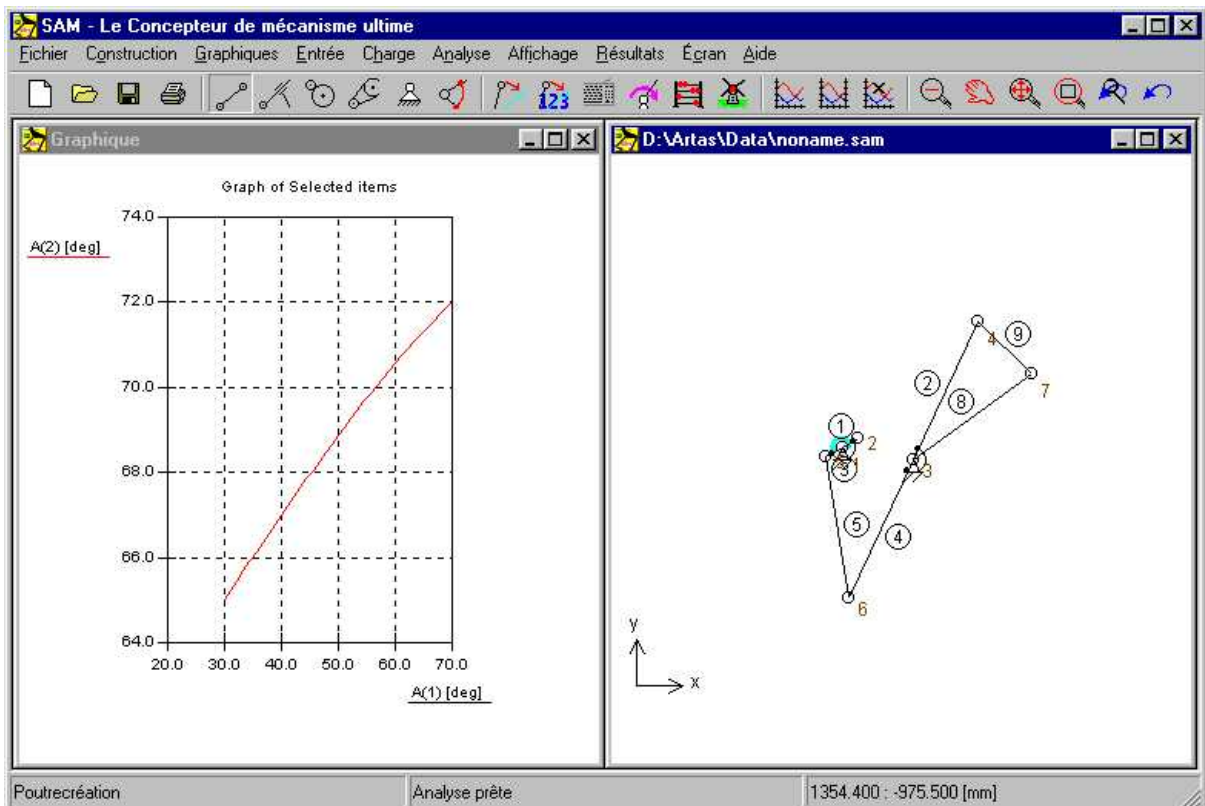 SAM - Le Concepteur de mécanisme ultime
Fichier Construction Graphiques Entrée Charge Analyse Affichage Résultats Écran Aide
123
Graphique
Graph of Selected items
A(2) [deg]
74.0
72.0
70.0
68.0
66.0
64.0
20.0 30.0 40.0 50.0 60.0 70.0
A(1) [deg]
D:\Artas\Data\noname.sam
4
9
2
7
8
1
2
1
3
3
5
4
6
y
x
Poutrecréation
Analyse prête
1354.400 : -975.500 [mm]